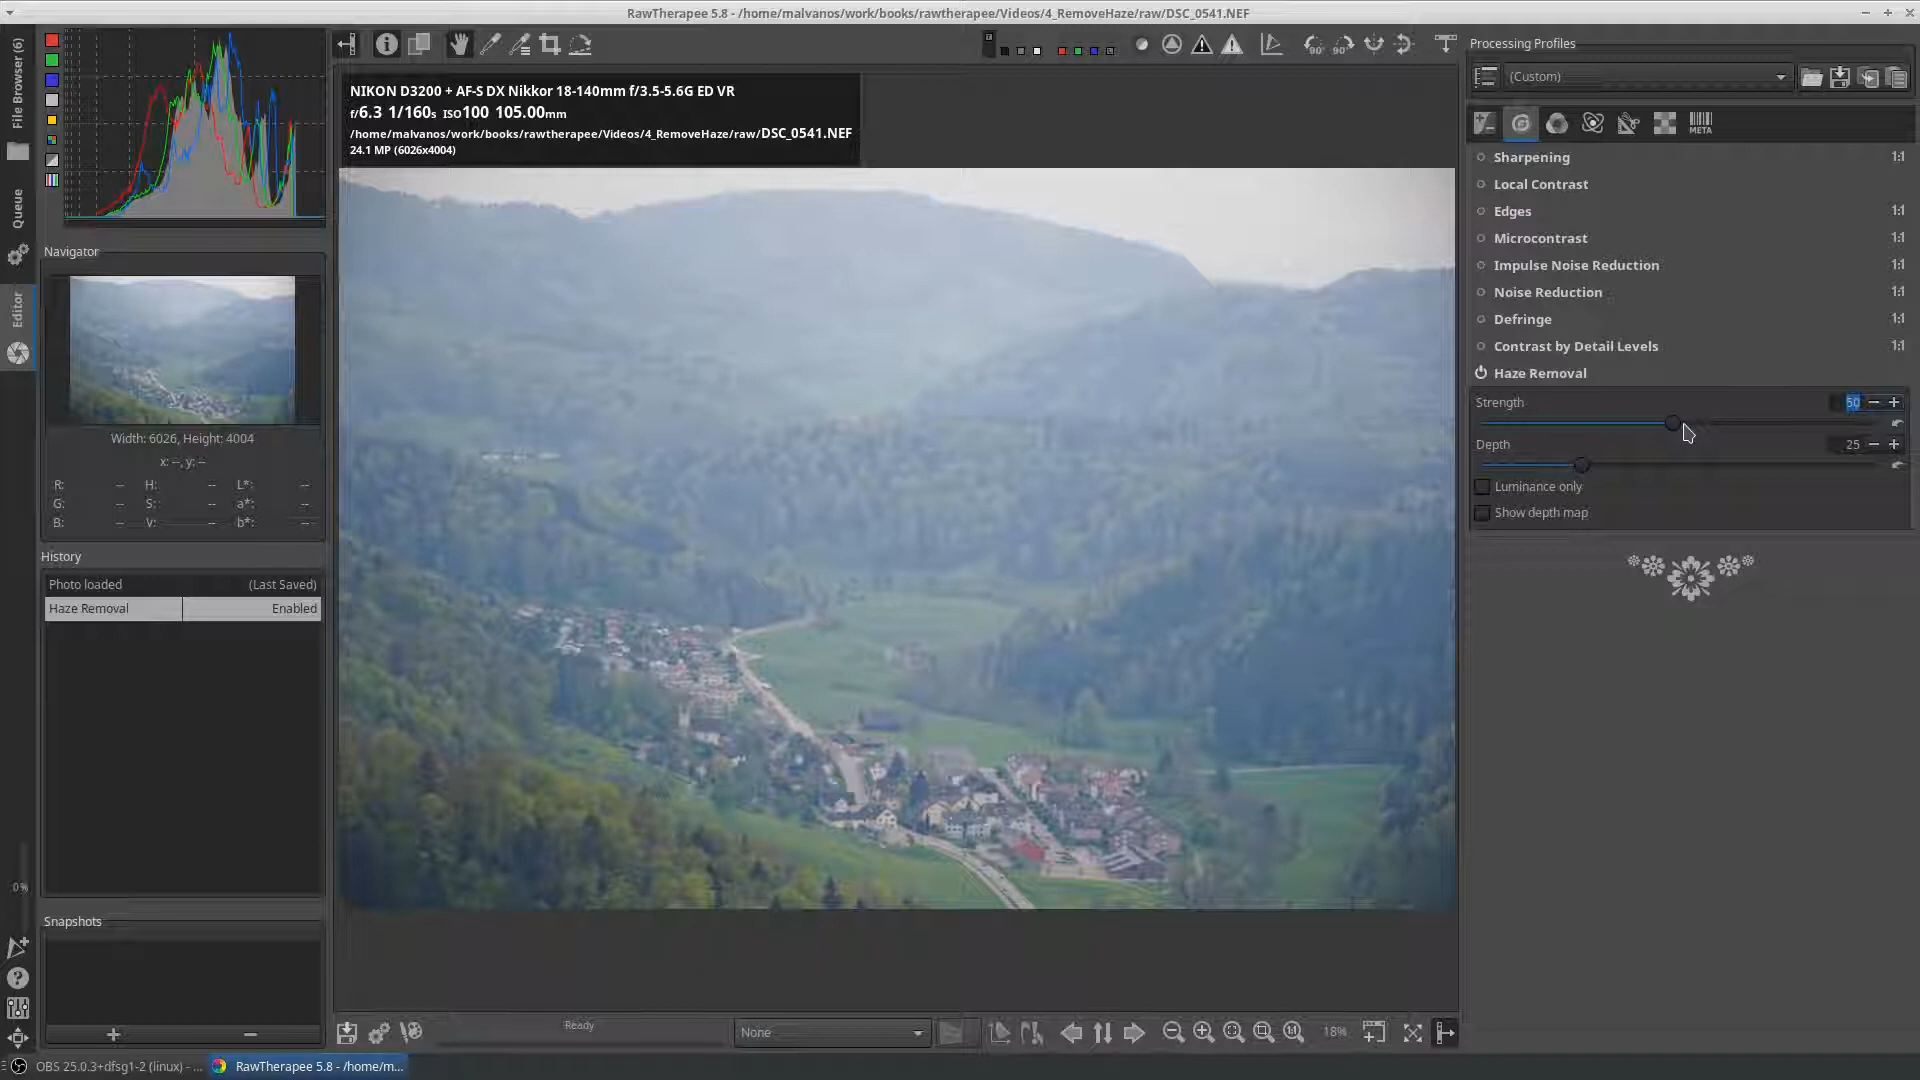 RawTherapee 5.8 - /home/malvanos/work/books/rawtherapee/Videos/4_RemoveHaze/raw/DSC_0541.NEF
File Browser (6)
Queue
Editor
0%
Navigator
Width: 6026, Height: 4004
x: --, y: --
R: -- H: -- L*: --
G: -- S: -- a*: --
B: -- V: -- b*: --
History
Photo loaded (Last Saved)
Haze Removal Enabled
Snapshots
NIKON D3200 + AF-S DX Nikkor 18-140mm f/3.5-5.6G ED VR
f/6.3 1/160s ISO100 105.00mm
/home/malvanos/work/books/rawtherapee/Videos/4_RemoveHaze/raw/DSC_0541.NEF
24.1 MP (6026x4004)
90° 90°
Ready
None
1:1
18%
Processing Profiles
(Custom)
META
Sharpening 1:1
Local Contrast
Edges 1:1
Microcontrast 1:1
Impulse Noise Reduction 1:1
Noise Reduction 1:1
Defringe 1:1
Contrast by Detail Levels 1:1
Haze Removal
Strength 50
Depth 25
Luminance only
Show depth map
OBS 25.0.3+dfsg1-2 (linux) - ...
RawTherapee 5.8 - /home/m...